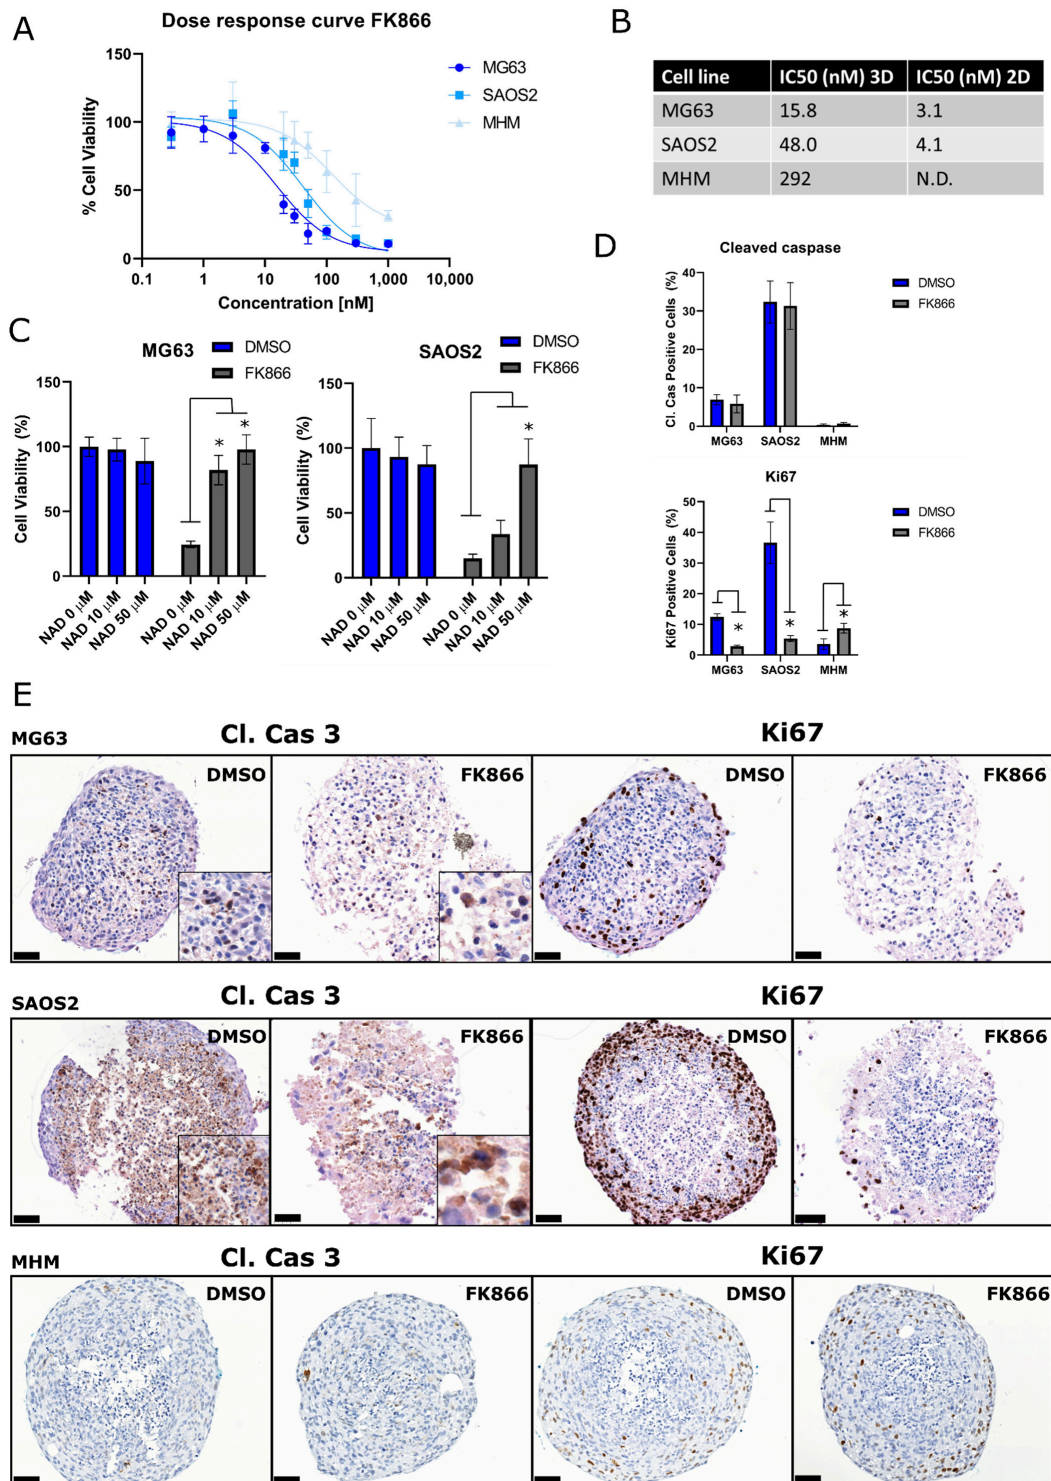 A
Dose response curve FK866
150
100
50
0
% Cell Viability
0.1
1
10
100
1,000
10,000
Concentration [nM]
MG63
SAOS2
MHM
B
Cell line IC50 (nM) 3D IC50 (nM) 2D
MG63 15.8 3.1
SAOS2 48.0 4.1
MHM 292 N.D.
C
MG63
DMSO
FK866
150
100
50
0
Cell Viability (%)
* *
NAD 0 μM
NAD 10 μM
NAD 50 μM
NAD 0 μM
NAD 10 μM
NAD 50 μM
SAOS2
DMSO
FK866
150
100
50
0
Cell Viability (%)
*
NAD 0 μM
NAD 10 μM
NAD 50 μM
NAD 0 μM
NAD 10 μM
NAD 50 μM
D
Cleaved caspase
DMSO
FK866
40
30
20
10
0
Cl. Cas Positive Cells (%)
MG63 SAOS2 MHM
Ki67
DMSO
FK866
50
40
30
20
10
0
Ki67 Positive Cells (%)
* * *
MG63 SAOS2 MHM
E
MG63
Cl. Cas 3
Ki67
DMSO
FK866
DMSO
FK866
SAOS2
Cl. Cas 3
Ki67
DMSO
FK866
DMSO
FK866
MHM
Cl. Cas 3
Ki67
DMSO
FK866
DMSO
FK866